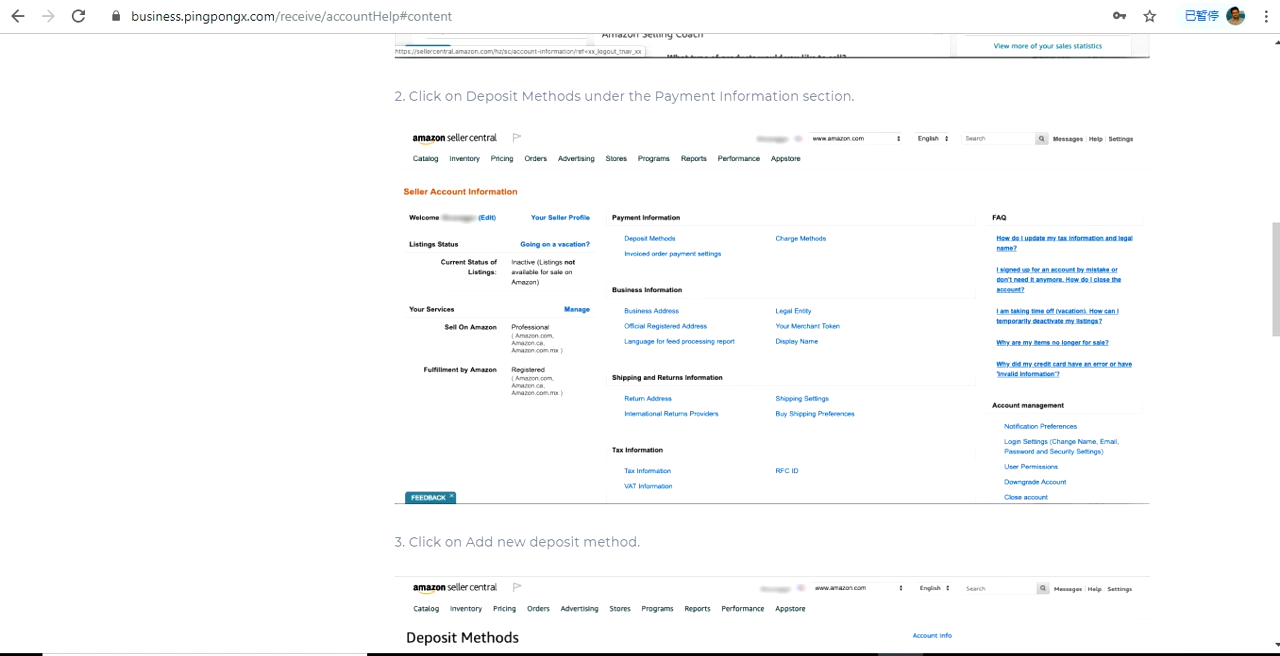 business.pingpongx.com/receive/accountHelp#content
已暂停
Amazon Selling Coach
View more of your sales statistics
https://sellercentral.amazon.com/hz/sc/account-information/ref=xx_logout_tnav_xx
What type of products would you like to sell?
2. Click on Deposit Methods under the Payment Information section.
amazon seller central
www.amazon.com English Search Messages Help Settings
Catalog Inventory Pricing Orders Advertising Stores Programs Reports Performance Appstore
Seller Account Information
Welcome (Edit) Your Seller Profile
Listings Status Going on a vacation?
Current Status of Listings: Inactive (Listings not
available for sale on
Amazon)
Your Services Manage
Sell On Amazon Professional
( Amazon.com,
Amazon.ca,
Amazon.com.mx )
Fulfillment by Amazon Registered
( Amazon.com,
Amazon.ca,
Amazon.com.mx )
FEEDBACK ×
Payment Information
Deposit Methods Charge Methods
Invoiced order payment settings
Business Information
Business Address Legal Entity
Official Registered Address Your Merchant Token
Language for feed processing report Display Name
Shipping and Returns Information
Return Address Shipping Settings
International Returns Providers Buy Shipping Preferences
Tax Information
Tax Information RFC ID
VAT Information
FAQ
How do I update my tax information and legal
name?
I signed up for an account by mistake or
don't need it anymore. How do I close the
account?
I am taking time off (vacation). How can I
temporarily deactivate my listings?
Why are my items no longer for sale?
Why did my credit card have an error or have
'Invalid Information'?
Account management
Notification Preferences
Login Settings (Change Name, Email,
Password and Security Settings)
User Permissions
Downgrade Account
Close account
3. Click on Add new deposit method.
amazon seller central
www.amazon.com English Search Messages Help Settings
Catalog Inventory Pricing Orders Advertising Stores Programs Reports Performance Appstore
Deposit Methods Account Info